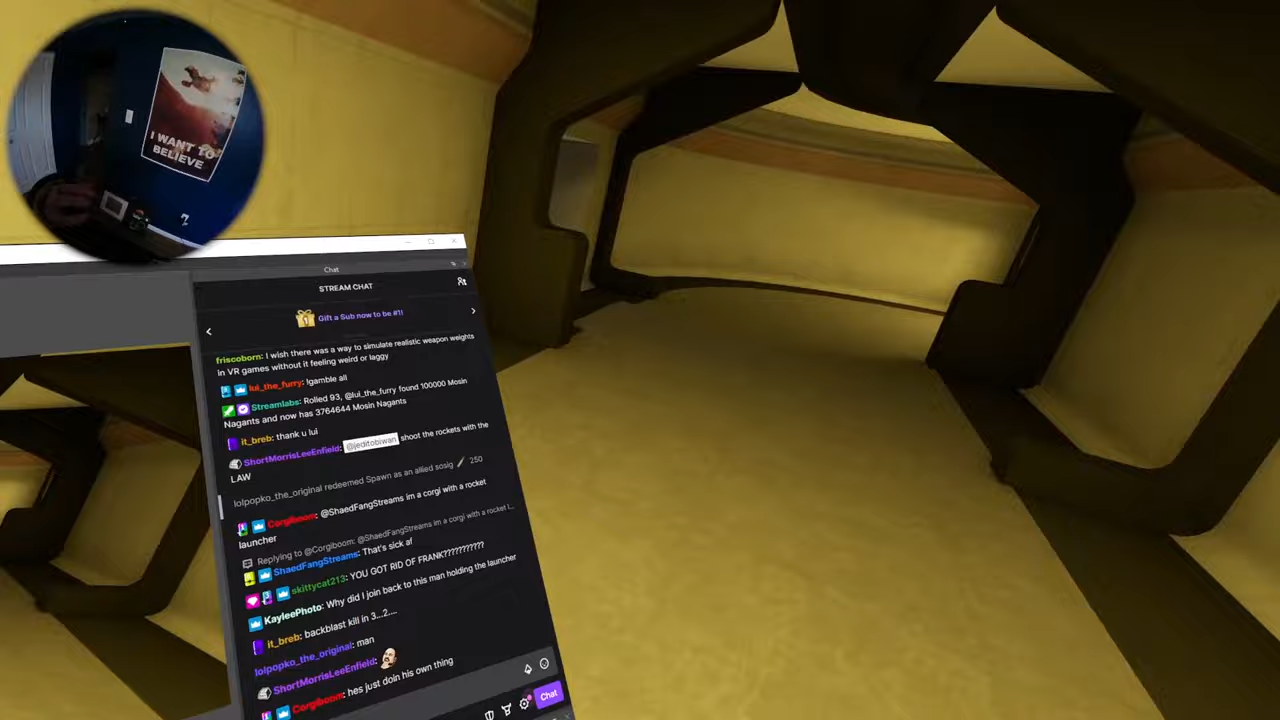 I WANT TO
BELIEVE
Chat
STREAM CHAT
Gift a Sub now to be #1!
friscoborn: I wish there was a way to simulate realistic weapon weights
in VR games without it feeling weird or laggy
lui_the_furry: !gamble all
Streamlabs: Rolled 93, @lui_the_furry found 100000 Mosin
Nagants and now has 3764644 Mosin Nagants
it_breb: thank u lui
ShortMorrisLeeEnfield: @jeditobiwan shoot the rockets with the
LAW
lolpopko_the_original redeemed Spawn as an allied sosig 250
Corgiboom: @ShaedFangStreams im a corgi with a rocket
launcher
Replying to @Corgiboom: @ShaedFangStreams im a corgi with a rocket l...
ShaedFangStreams: That's sick af
skittycat213: YOU GOT RID OF FRANK??????????
KayleePhoto: Why did I join back to this man holding the launcher
it_breb: backblast kill in 3...2....
lolpopko_the_original: man
ShortMorrisLeeEnfield:
Corgiboom: hes just doin his own thing
Chat